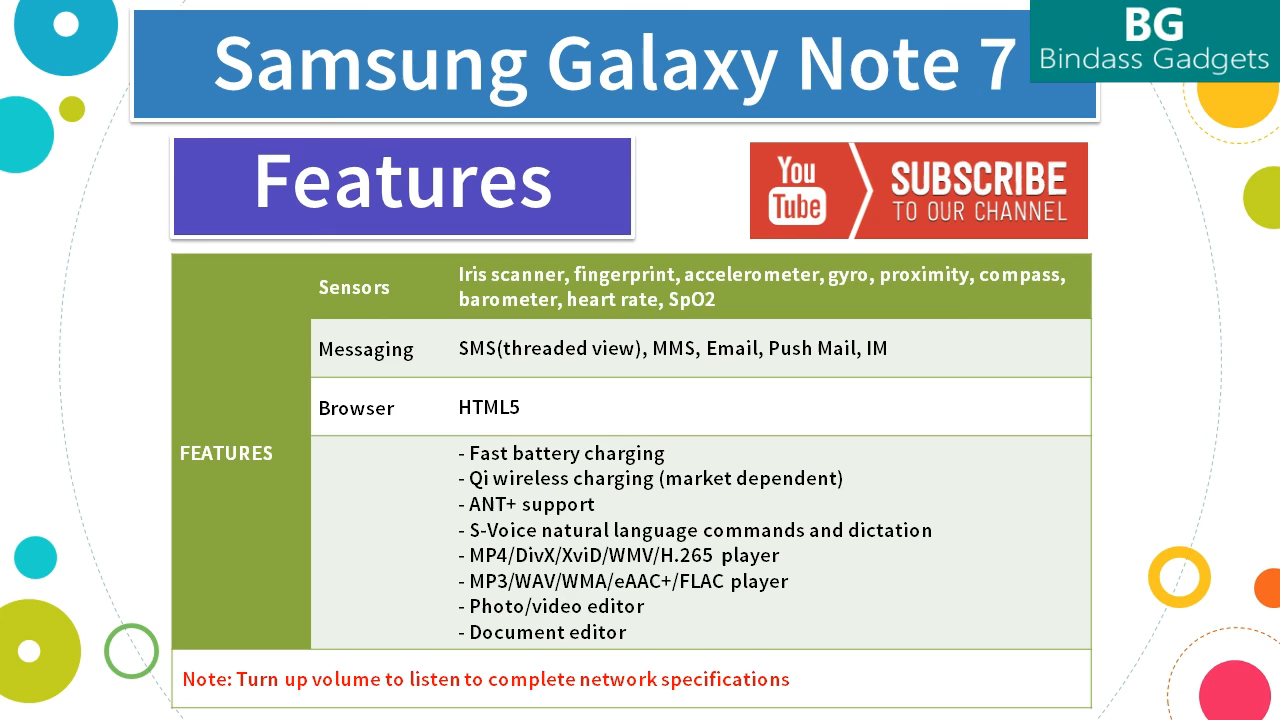 Samsung Galaxy Note 7
BG
Bindass Gadgets
Features
You
Tube
SUBSCRIBE
TO OUR CHANNEL
FEATURES
Sensors
Iris scanner, fingerprint, accelerometer, gyro, proximity, compass,
barometer, heart rate, SpO2
Messaging
SMS(threaded view), MMS, Email, Push Mail, IM
Browser
HTML5
- Fast battery charging
- Qi wireless charging (market dependent)
- ANT+ support
- S-Voice natural language commands and dictation
- MP4/DivX/XviD/WMV/H.265 player
- MP3/WAV/WMA/eAAC+/FLAC player
- Photo/video editor
- Document editor
Note: Turn up volume to listen to complete network specifications